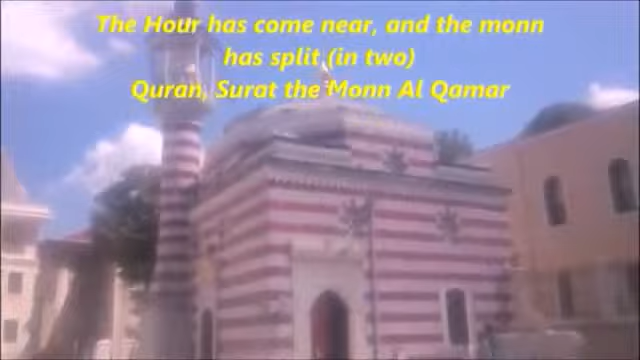 The Hour has come near, and the monn
has split (in two)
Quran, Surat the Monn Al Qamar